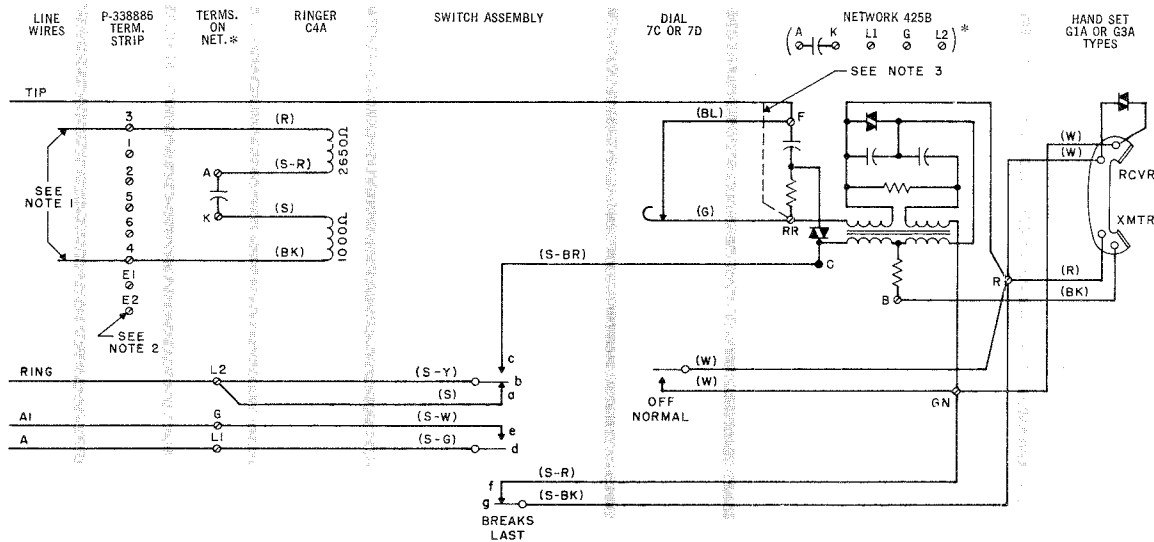 LINE WIRES
P-338886 TERM. STRIP
TERMS. ON NET.*
RINGER C4A
SWITCH ASSEMBLY
DIAL 7C OR 7D
NETWORK 425B
HAND SET G1A OR G3A TYPES
( A K L1 G L2 )*
SEE NOTE 3
TIP
3
(R)
(BL)
F
1
2650Ω
(W)
(W)
2
A
(S-R)
RCVR
SEE NOTE 1
5
K
(S)
6
1000Ω
(G)
RR
XMTR
4
(BK)
(S-BR)
C
E1
R
(R)
E2
B
(BK)
SEE NOTE 2
c
(W)
RING
L2
(S-Y)
b
(S)
a
(W)
OFF NORMAL
GN
A1
G
(S-W)
e
A
L1
(S-G)
d
(S-R)
f
g
(S-BK)
BREAKS LAST